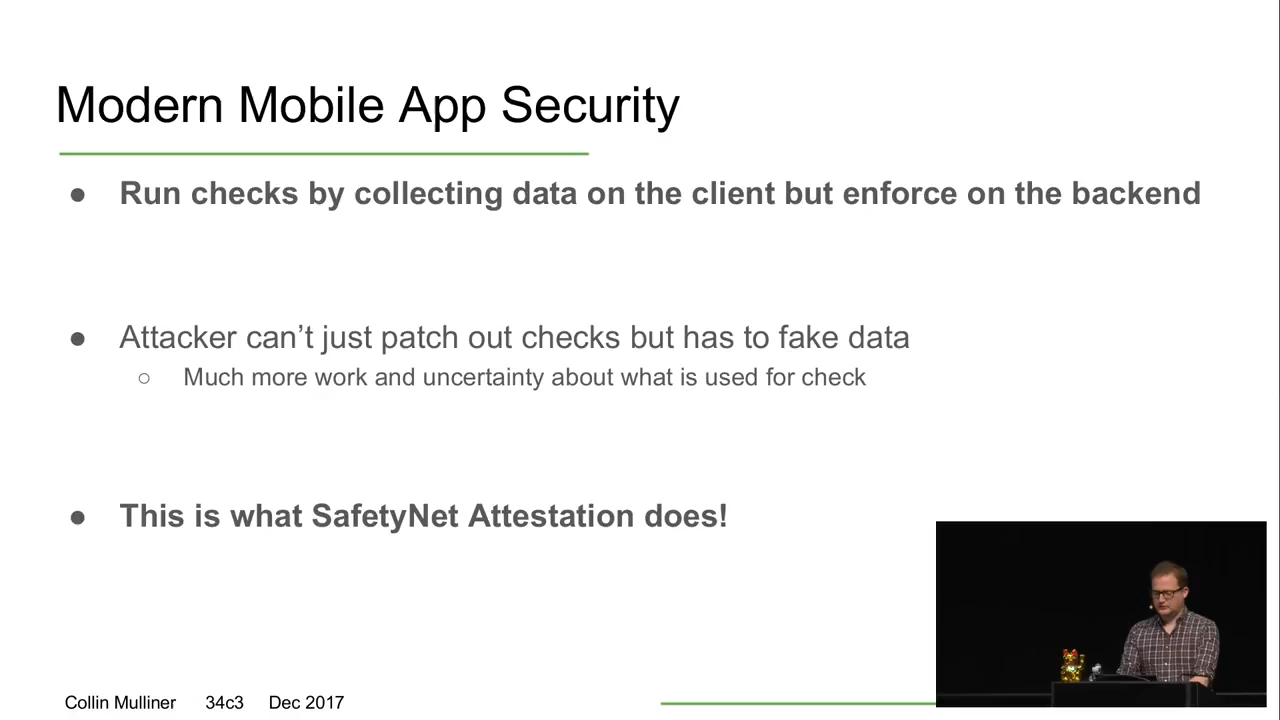 Modern Mobile App Security
● Run checks by collecting data on the client but enforce on the backend
● Attacker can’t just patch out checks but has to fake data
○ Much more work and uncertainty about what is used for check
● This is what SafetyNet Attestation does!
Collin Mulliner 34c3 Dec 2017